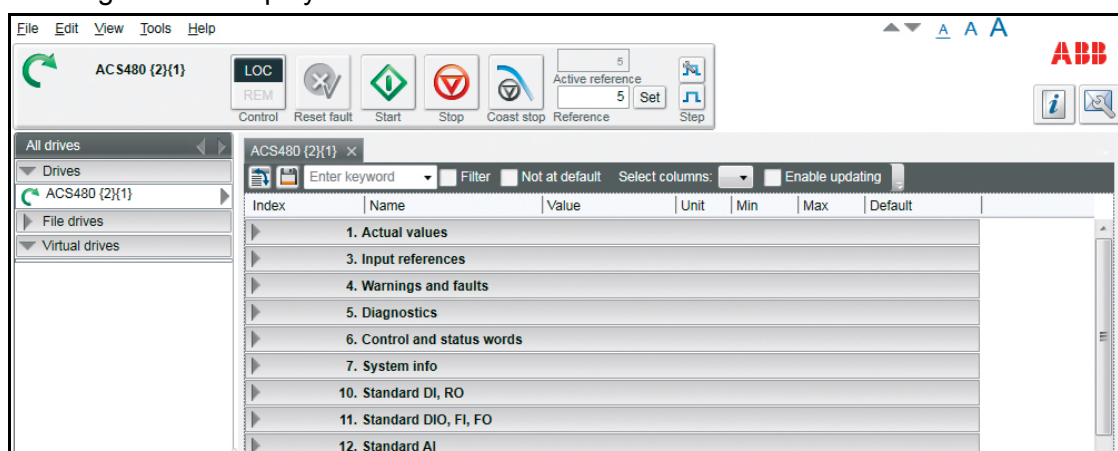 File Edit View Tools Help
A A A
ABB
ACS480 {2}{1}
LOC
REM
Control
Reset fault
Start
Stop
Coast stop
5
Active reference
5 Set
Reference
Step
i
All drives
Drives
ACS480 {2}{1}
File drives
Virtual drives
ACS480 {2}{1} ×
Enter keyword Filter Not at default Select columns: Enable updating
Index Name Value Unit Min Max Default
1. Actual values
3. Input references
4. Warnings and faults
5. Diagnostics
6. Control and status words
7. System info
10. Standard DI, RO
11. Standard DIO, FI, FO
12. Standard AI